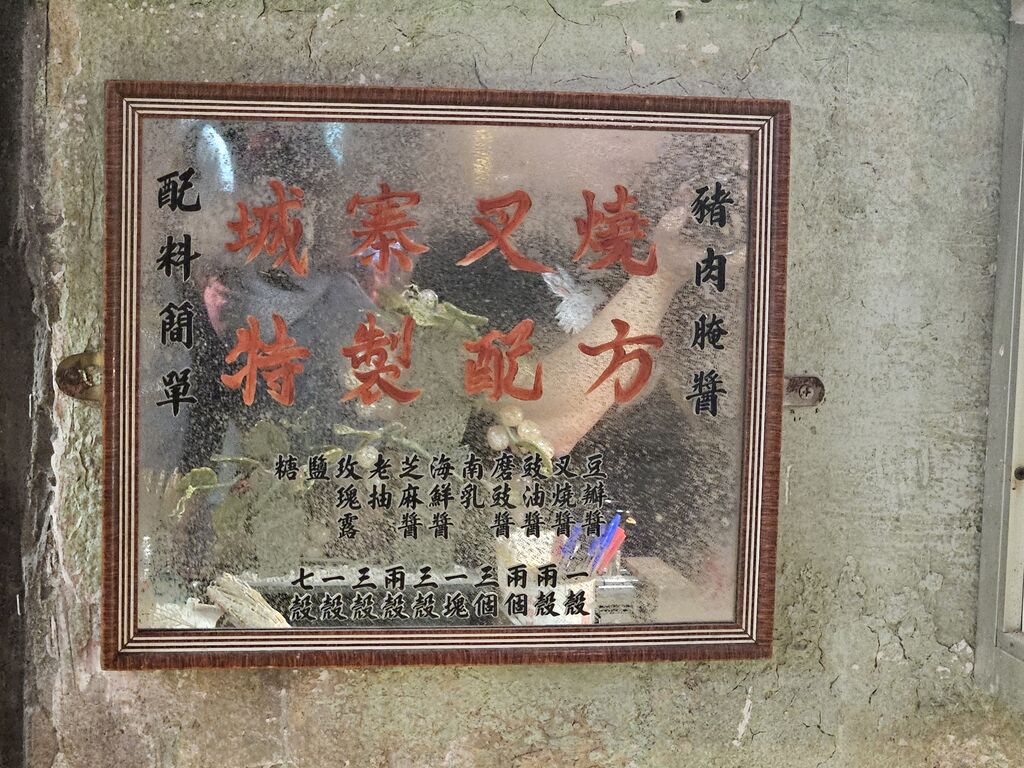 豬肉腌醬
城寨叉燒
特製配方
配料簡單
豆瓣醬
叉燒醬
豉油醬
磨豉醬
南乳
海鮮醬
芝麻醬
老抽
玫瑰露
鹽
糖
一殼
兩殼
兩個
三個
一塊
三殼
兩殼
三殼
一殼
七殼